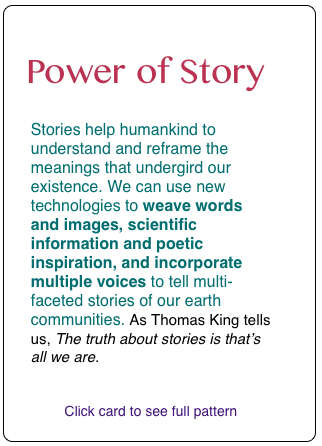 Power of Story
Stories help humankind to
understand and reframe the
meanings that undergird our
existence. We can use new
technologies to weave words
and images, scientific
information and poetic
inspiration, and incorporate
multiple voices to tell multi-
faceted stories of our earth
communities. As Thomas King tells
us, The truth about stories is that's
all we are.
Click card to see full pattern